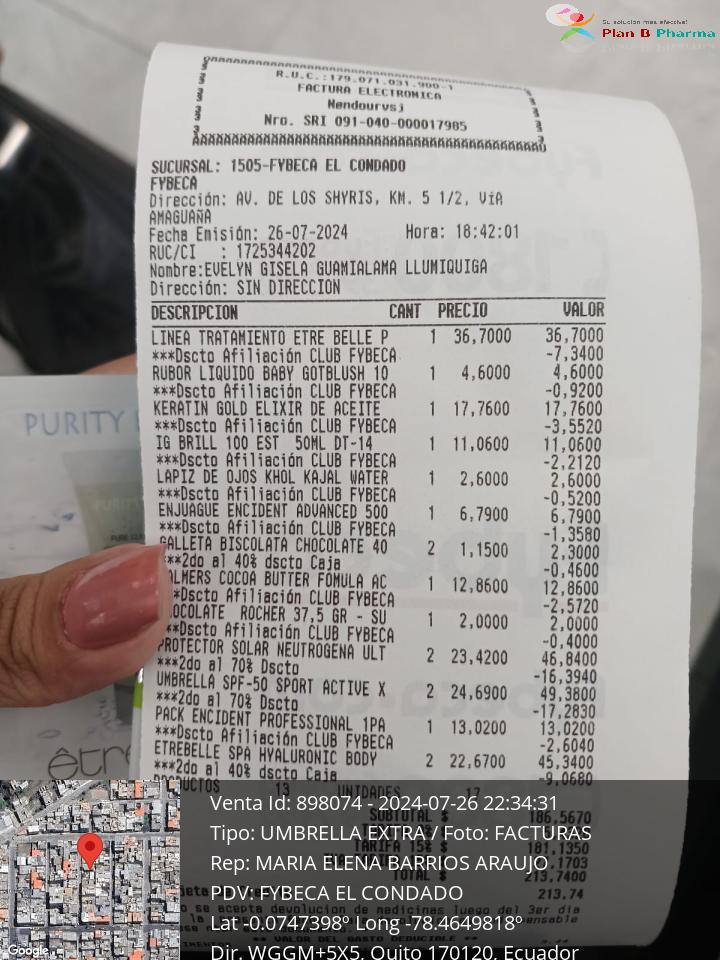 Su solución más efectiva!
Plan B Pharma
R.U.C.:179.071.031.900-1
FACTURA ELECTRONICA
Nro. SRI 091-040-000017985
SUCURSAL: 1505-FYBECA EL CONDADO
FYBECA
Dirección: AV. DE LOS SHYRIS, KM. 5 1/2, VíA
AMAGUAÑA
Fecha Emisión: 26-07-2024 Hora: 18:42:01
RUC/CI : 1725344202
Nombre:EVELYN GISELA GUAMIALAMA LLUMIQUIGA
Dirección: SIN DIRECCION
DESCRIPCION CANT PRECIO VALOR
LINEA TRATAMIENTO ETRE BELLE P 1 36,7000 36,7000
***Dscto Afiliación CLUB FYBECA -7,3400
RUBOR LIQUIDO BABY GOTBLUSH 10 1 4,6000 4,6000
***Dscto Afiliación CLUB FYBECA -0,9200
KERATIN GOLD ELIXIR DE ACEITE 1 17,7600 17,7600
***Dscto Afiliación CLUB FYBECA -3,5520
IG BRILL 100 EST 50ML DT-14 1 11,0600 11,0600
***Dscto Afiliación CLUB FYBECA -2,2120
LAPIZ DE OJOS KHOL KAJAL WATER 1 2,6000 2,6000
***Dscto Afiliación CLUB FYBECA -0,5200
ENJUAGUE ENCIDENT ADVANCED 500 1 6,7900 6,7900
***Dscto Afiliación CLUB FYBECA -1,3580
GALLETA BISCOLATA CHOCOLATE 40 2 1,1500 2,3000
***2do al 40% dscto Caja -0,4600
ALMERS COCOA BUTTER FOMULA AC 1 12,8600 12,8600
*Dscto Afiliación CLUB FYBECA -2,5720
OCOLATE ROCHER 37,5 GR - SU 1 2,0000 2,0000
**Dscto Afiliación CLUB FYBECA -0,4000
PROTECTOR SOLAR NEUTROGENA ULT 2 23,4200 46,8400
***2do al 70% Dscto -16,3940
UMBRELLA SPF-50 SPORT ACTIVE X 2 24,6900 49,3800
***2do al 70% Dscto -17,2830
PACK ENCIDENT PROFESSIONAL 1PA 1 13,0200 13,0200
***Dscto Afiliación CLUB FYBECA -2,6040
ETREBELLE SPA HYALURONIC BODY 2 22,6700 45,3400
***2do al 40% dscto Caja -9,0680
PRODUCTOS 13 UNIDADES 17
SUBTOTAL $ 186,5670
TARIFA 15% $ 181,1350
TOTAL $ 213,7400
213,74
PURITY
être
Venta Id: 898074 - 2024-07-26 22:34:31
Tipo: UMBRELLA EXTRA / Foto: FACTURAS
Rep: MARIA ELENA BARRIOS ARAUJO
PDV: FYBECA EL CONDADO
Lat -0.0747398º Long -78.4649818º
Dir. WGGM+5X5, Quito 170120, Ecuador
Google